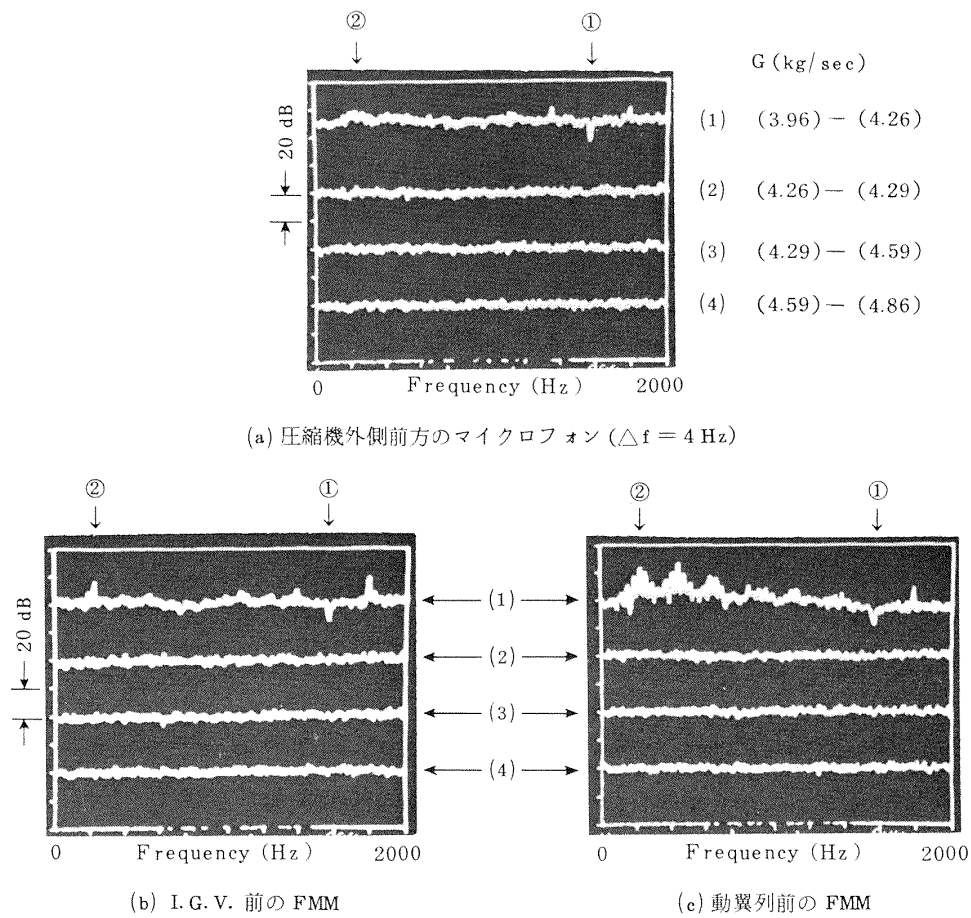 ② ①
G (kg/sec)
20 dB
(1) (3.96) — (4.26)
(2) (4.26) — (4.29)
(3) (4.29) — (4.59)
(4) (4.59) — (4.86)
0 Frequency (Hz) 2000
(a) 圧縮機外側前方のマイクロフォン (△f = 4 Hz)
② ① ② ①
20 dB
(1)
(2)
(3)
(4)
0 Frequency (Hz) 2000 0 Frequency (Hz) 2000
(b) I. G. V. 前の FMM (c) 動翼列前の FMM